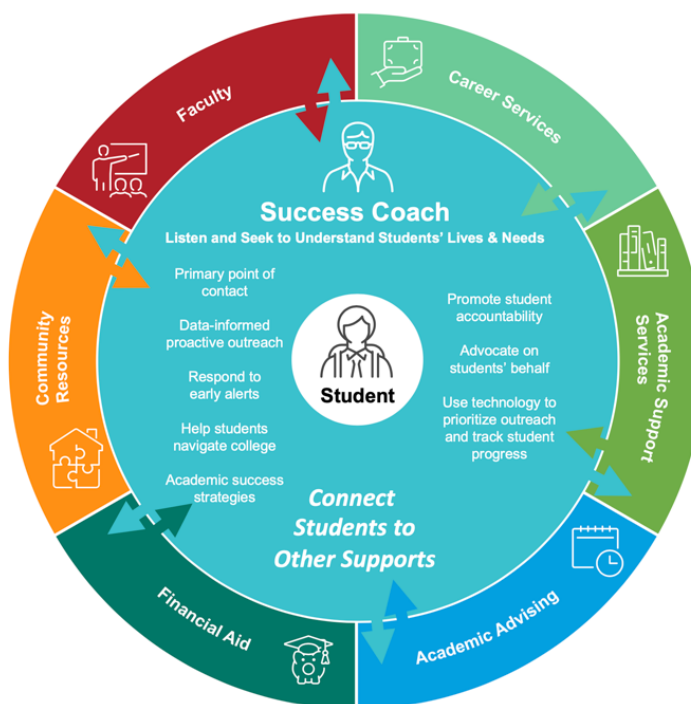 Faculty
Career Services
Academic Support
Services
Academic Advising
Financial Aid
Community
Resources
Success Coach
Listen and Seek to Understand Students' Lives & Needs
Primary point of
contact
Data-informed
proactive outreach
Respond to
early alerts
Help students
navigate college
Academic success
strategies
Student
Promote student
accountability
Advocate on
students' behalf
Use technology to
prioritize outreach
and track student
progress
Connect
Students to
Other Supports